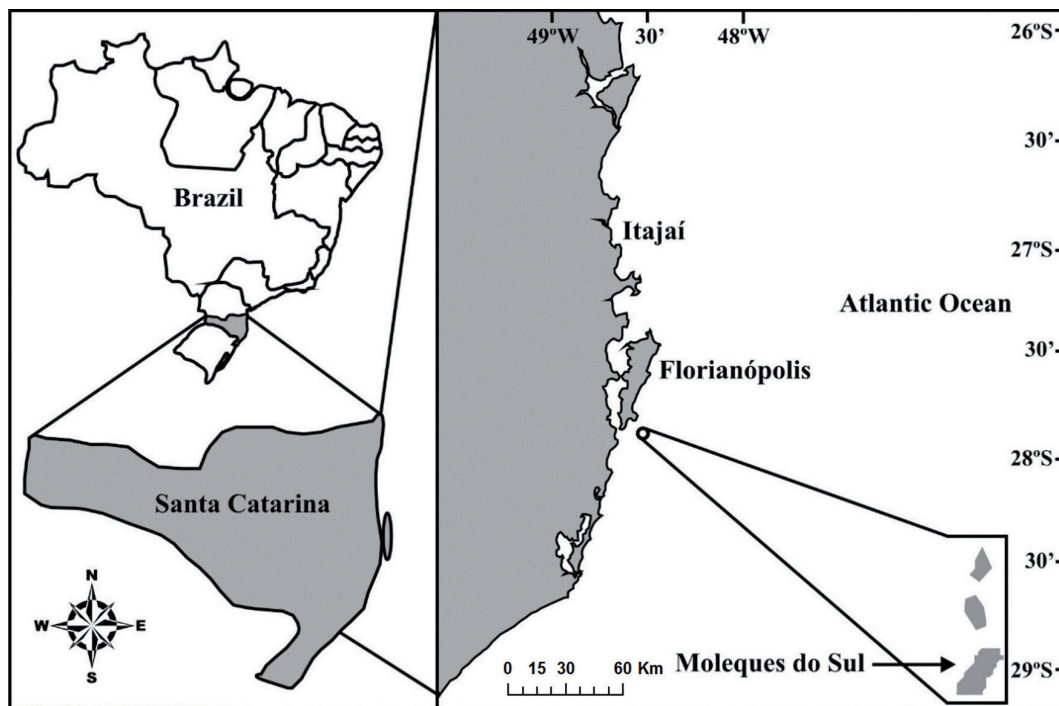 49ºW 30' 48ºW
26ºS
30'
Brazil
Itajaí
27ºS
Atlantic Ocean
30'
Florianópolis
28ºS
Santa Catarina
30'
N
W E
S
Moleques do Sul
29ºS
0 15 30 60 Km